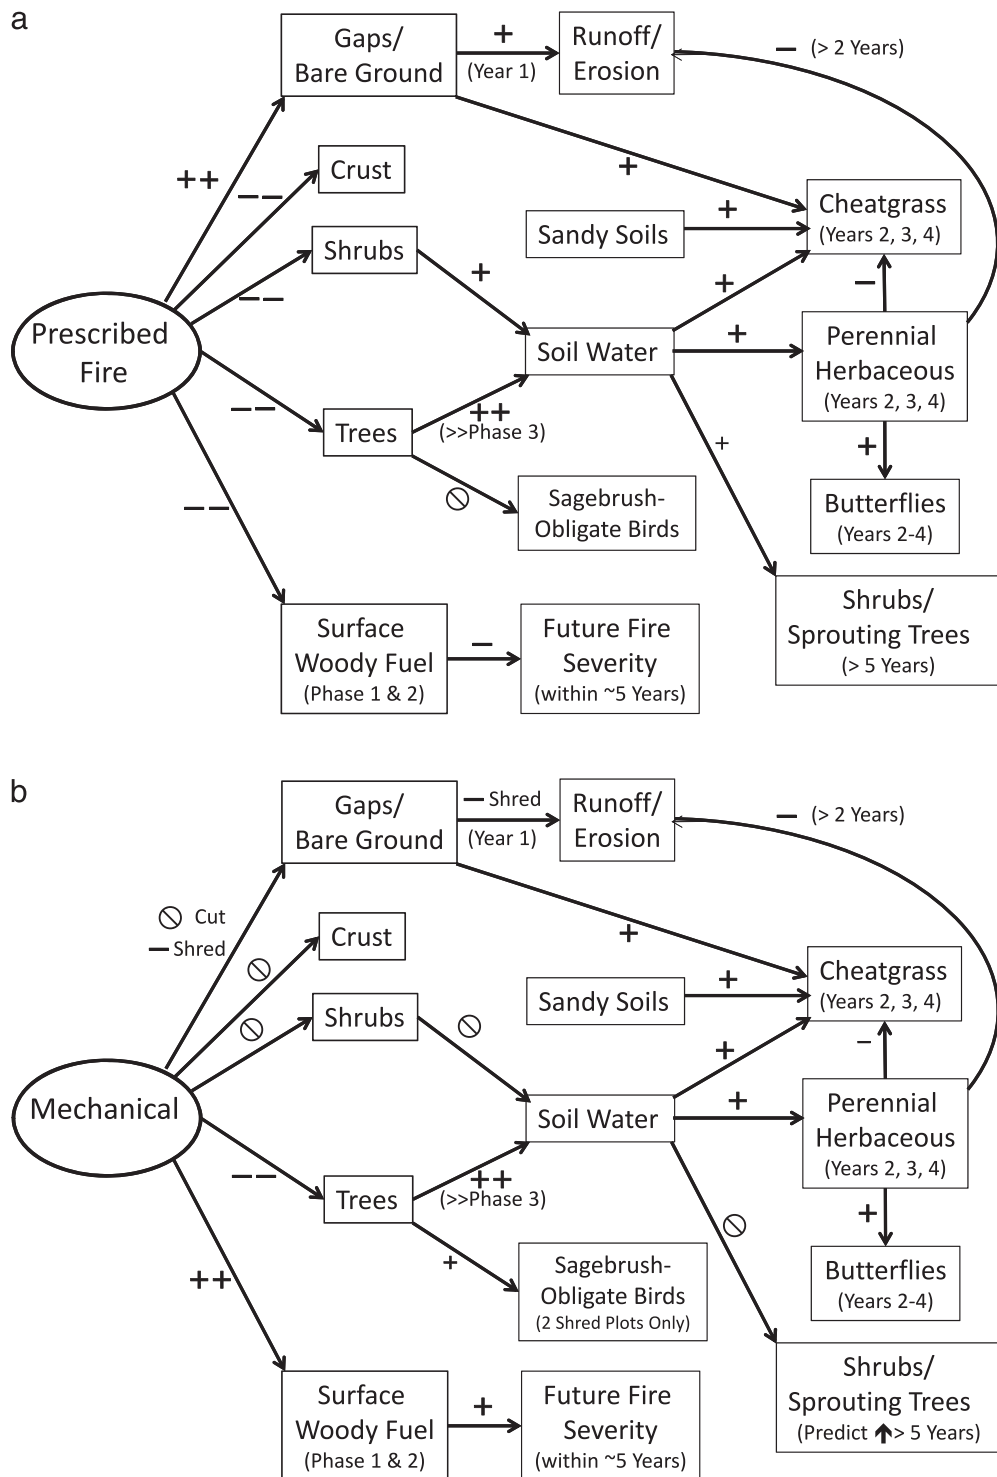 a
Gaps/
Bare Ground
+
(Year 1)
Runoff/
Erosion
− (> 2 Years)
++
Crust
−−
+
Cheatgrass
(Years 2, 3, 4)
Sandy Soils
+
Shrubs
−−
+
+
−
Prescribed
Fire
Soil Water
+
Perennial
Herbaceous
(Years 2, 3, 4)
−−
Trees
++
(>>Phase 3)
+
+
Sagebrush-
Obligate Birds
Butterflies
(Years 2-4)
−−
Surface
Woody Fuel
(Phase 1 & 2)
−
Future Fire
Severity
(within ~5 Years)
Shrubs/
Sprouting Trees
(> 5 Years)
b
Gaps/
Bare Ground
− Shred
(Year 1)
Runoff/
Erosion
− (> 2 Years)
Cut
− Shred
Crust
+
Cheatgrass
(Years 2, 3, 4)
Sandy Soils
+
Shrubs
+
−
Mechanical
Soil Water
+
Perennial
Herbaceous
(Years 2, 3, 4)
−−
Trees
++
(>>Phase 3)
+
+
Sagebrush-
Obligate Birds
(2 Shred Plots Only)
Butterflies
(Years 2-4)
++
Surface
Woody Fuel
(Phase 1 & 2)
+
Future Fire
Severity
(within ~5 Years)
Shrubs/
Sprouting Trees
(Predict ↑> 5 Years)